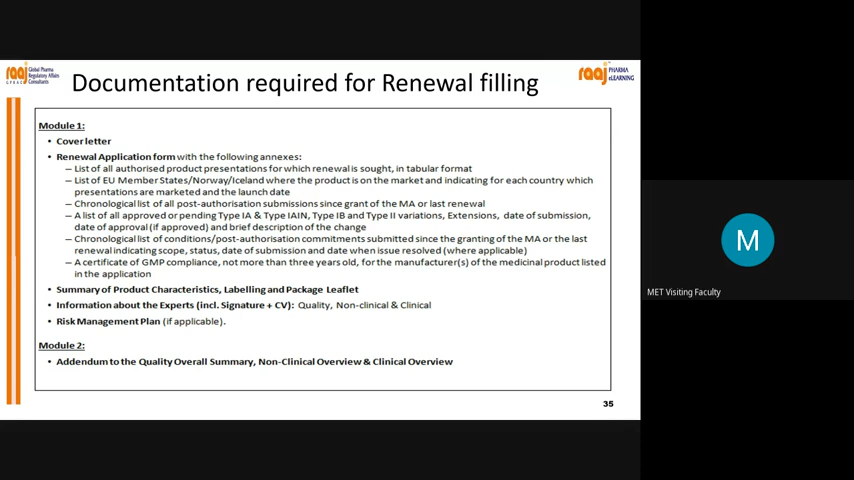 raaj
Global Pharma
Regulatory Affairs
Consultants
Documentation required for Renewal filling
raaj PHARMA
eLEARNING
Module 1:
• Cover letter
• Renewal Application form with the following annexes:
– List of all authorised product presentations for which renewal is sought, in tabular format
– List of EU Member States/Norway/Iceland where the product is on the market and indicating for each country which
presentations are marketed and the launch date
– Chronological list of all post-authorisation submissions since grant of the MA or last renewal
– A list of all approved or pending Type IA & Type IAIN, Type IB and Type II variations, Extensions, date of submission,
date of approval (if approved) and brief description of the change
– Chronological list of conditions/post-authorisation commitments submitted since the granting of the MA or the last
renewal indicating scope, status, date of submission and date when issue resolved (where applicable)
– A certificate of GMP compliance, not more than three years old, for the manufacturer(s) of the medicinal product listed
in the application
• Summary of Product Characteristics, Labelling and Package Leaflet
• Information about the Experts (incl. Signature + CV): Quality, Non-clinical & Clinical
• Risk Management Plan (if applicable).
Module 2:
• Addendum to the Quality Overall Summary, Non-Clinical Overview & Clinical Overview
35
M
MET Visiting Faculty